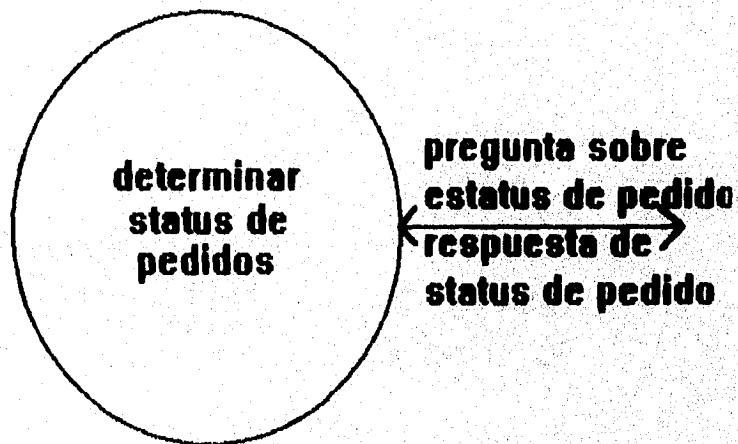 determinar
status de
pedidos
pregunta sobre
estatus de pedido
respuesta de
status de pedido